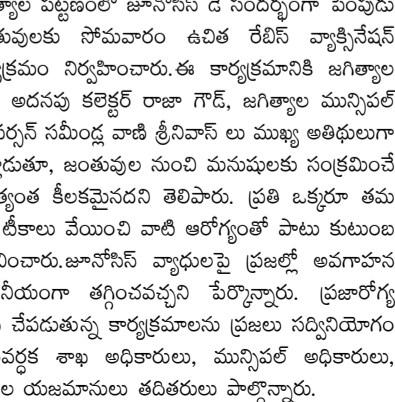 త్యాల పట్టణంలో జూనోసిస్ డే సందర్భంగా పెంపుడు
తువులకు సోమవారం ఉచిత రేబిస్ వ్యాక్సినేషన్
క్రమం నిర్వహించారు.ఈ కార్యక్రమానికి జగిత్యాల
అదనపు కలెక్టర్ రాజా గౌడ్, జగిత్యాల మున్సిపల్
పర్సన్ సమీండ్ల వాణి శ్రీనివాస్ లు ముఖ్య అతిథులుగా
డుతూ, జంతువుల నుంచి మనుషులకు సంక్రమించే
త్యంత కీలకమైనదని తెలిపారు. ప్రతి ఒక్కరూ తమ
టీకాలు వేయించి వాటి ఆరోగ్యంతో పాటు కుటుంబ
చించారు.జూనోసిస్ వ్యాధులపై ప్రజల్లో అవగాహన
నీయంగా తగ్గించవచ్చని పేర్కొన్నారు. ప్రజారోగ్య
చేపడుతున్న కార్యక్రమాలను ప్రజలు సద్వినియోగం
వర్ధక శాఖ అధికారులు, మున్సిపల్ అధికారులు,
ల యజమానులు తదితరులు పాల్గొన్నారు.